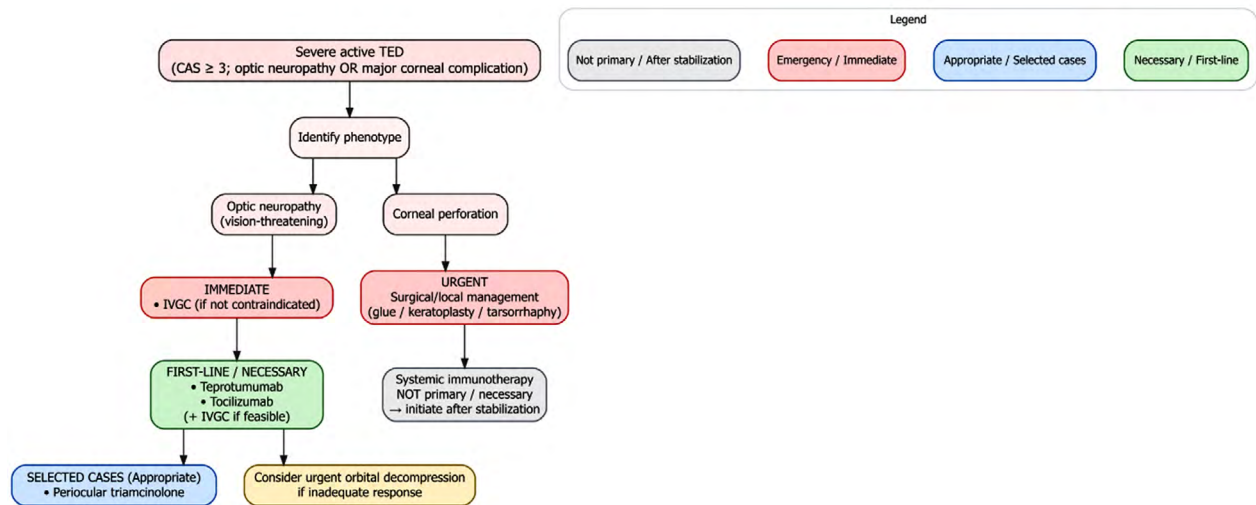 Legend
Not primary / After stabilization
Emergency / Immediate
Appropriate / Selected cases
Necessary / First-line
Severe active TED
(CAS ≥ 3; optic neuropathy OR major corneal complication)
Identify phenotype
Optic neuropathy
(vision-threatening)
Corneal perforation
IMMEDIATE
• IVGC (if not contraindicated)
URGENT
Surgical/local management
(glue / keratoplasty / tarsorrhaphy)
FIRST-LINE / NECESSARY
• Teprotumumab
• Tocilizumab
(+ IVGC if feasible)
Systemic immunotherapy
NOT primary / necessary
→ initiate after stabilization
SELECTED CASES (Appropriate)
• Periocular triamcinolone
Consider urgent orbital decompression
if inadequate response